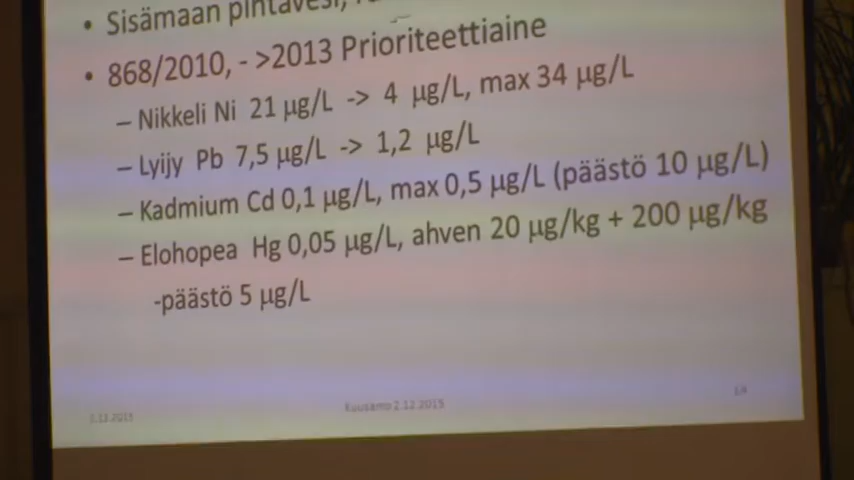 • Sisämaan pintavesi,
• 868/2010, - >2013 Prioriteettiaine
– Nikkeli Ni 21 µg/L -> 4 µg/L, max 34 µg/L
– Lyijy Pb 7,5 µg/L -> 1,2 µg/L
– Kadmium Cd 0,1 µg/L, max 0,5 µg/L (päästö 10 µg/L)
– Elohopea Hg 0,05 µg/L, ahven 20 µg/kg + 200 µg/kg
-päästö 5 µg/L
Kuusamo 2.12.2015